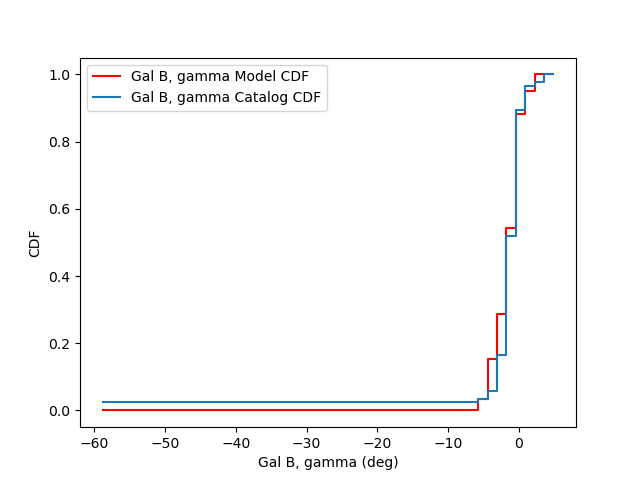 Gal B, gamma Model CDF
Gal B, gamma Catalog CDF
1.0
0.8
0.6
0.4
0.2
0.0
CDF
−60 −50 −40 −30 −20 −10 0
Gal B, gamma (deg)